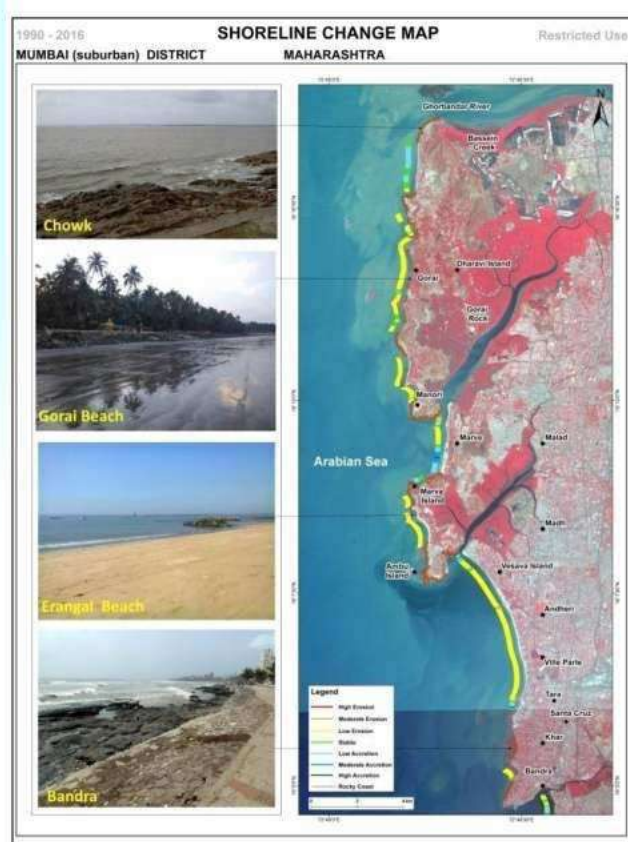 1990 - 2016
SHORELINE CHANGE MAP
Restricted Use
MUMBAI (suburban) DISTRICT
MAHARASHTRA
Chowk
Gorai Beach
Erangal Beach
Bandra
N
Ghorbandar River
Bassein
Creek
Gorai
Dharavi Island
Gorai
Rock
Manori
Marve
Malad
Arabian Sea
Marve
Island
Madh
Ambu
Island
Vesava Island
Andheri
Ville Parle
Tara
Santa Cruz
Khar
Bandra
Legend
High Erosion
Moderate Erosion
Low Erosion
Stable
Low Accretion
Moderate Accretion
High Accretion
Rocky Coast